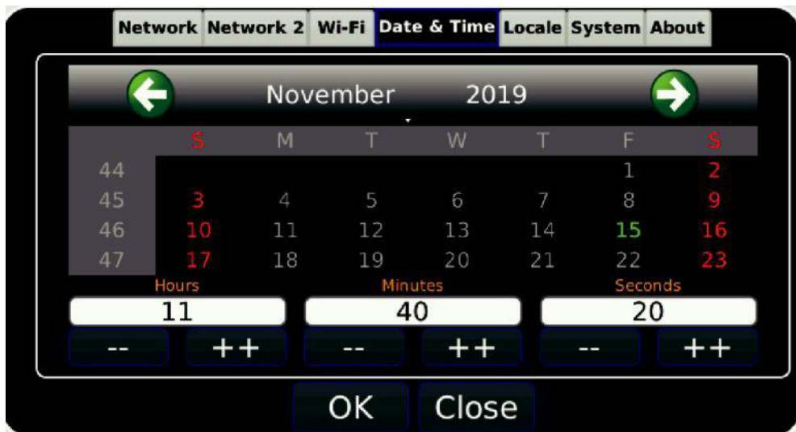 Network Network 2 Wi-Fi Date & Time Locale System About
November 2019
S M T W T F S
44 1 2
45 3 4 5 6 7 8 9
46 10 11 12 13 14 15 16
47 17 18 19 20 21 22 23
Hours Minutes Seconds
11 40 20
-- ++ -- ++ -- ++
OK Close